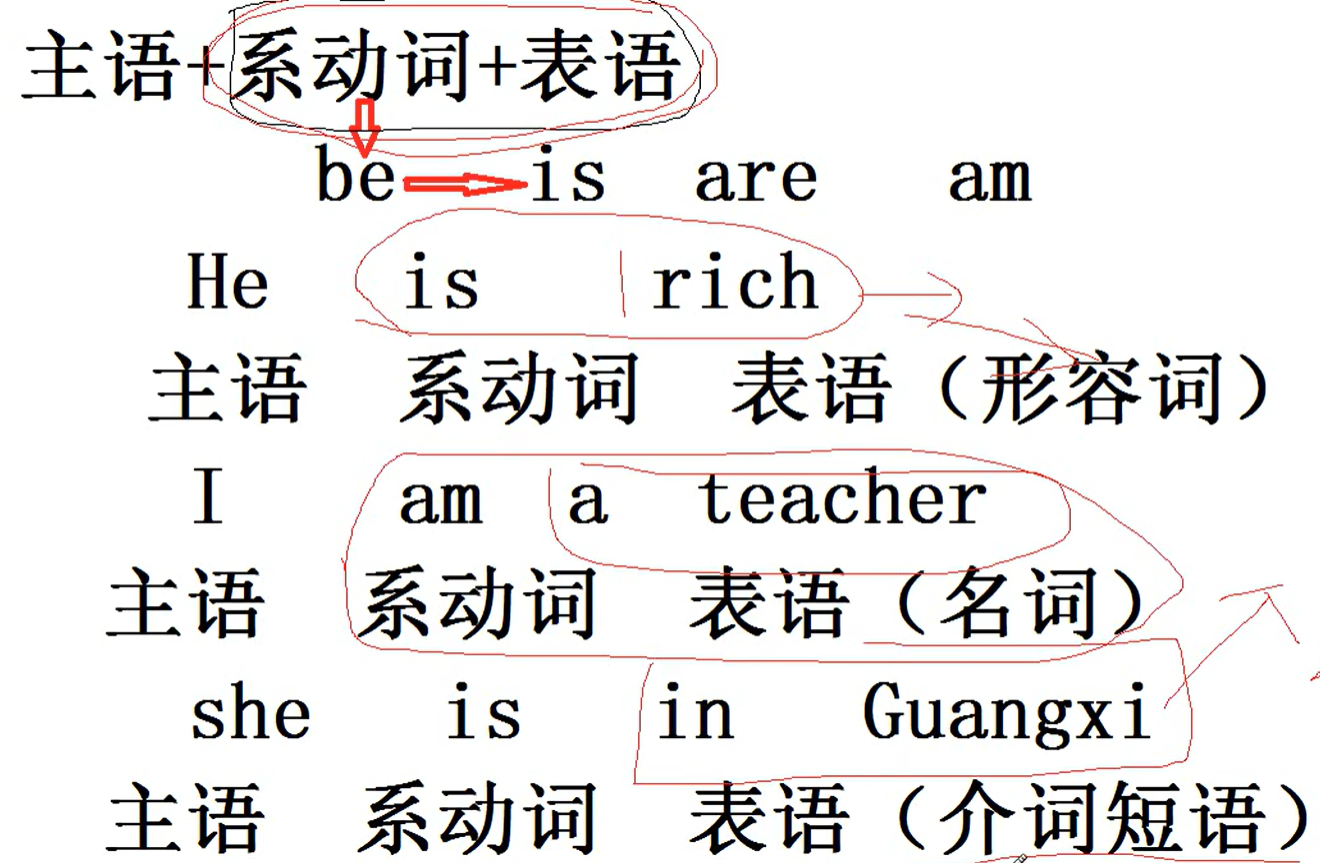 主语+系动词+表语
be is are am
He is rich
主语 系动词 表语（形容词）
I am a teacher
主语 系动词 表语（名词）
she is in Guangxi
主语 系动词 表语（介词短语）